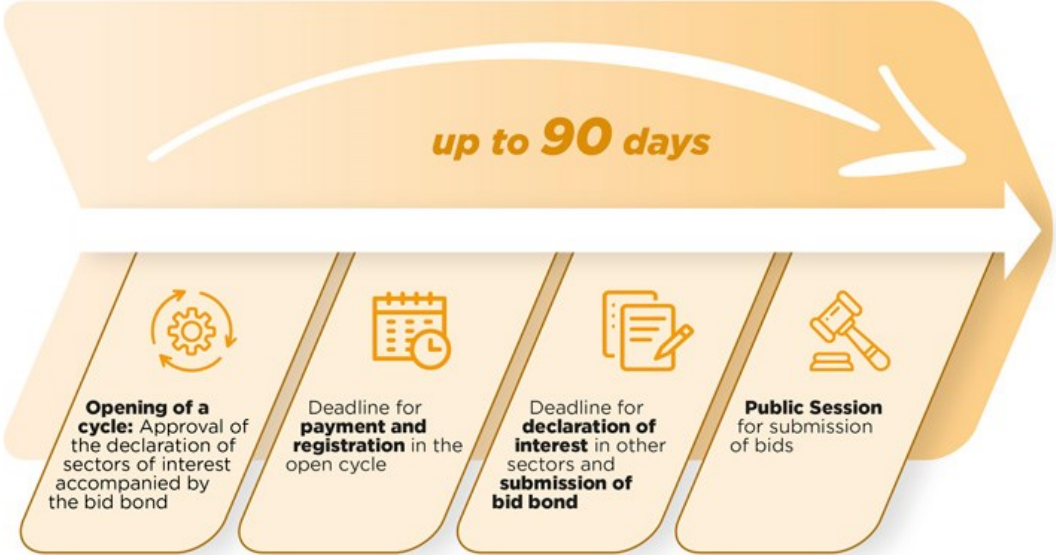 up to 90 days
Opening of a
cycle: Approval of
the declaration of
sectors of interest
accompanied by
the bid bond
Deadline for
payment and
registration in the
open cycle
Deadline for
declaration of
interest in other
sectors and
submission of
bid bond
Public Session
for submission
of bids